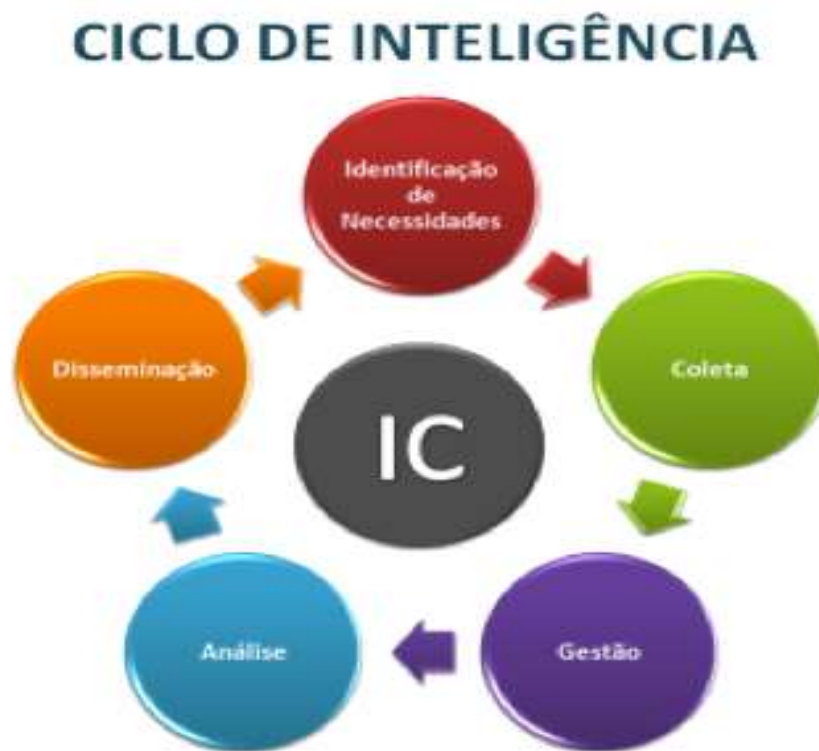 CICLO DE INTELIGÊNCIA
Identificação
de
Necessidades
Coleta
Gestão
Análise
Disseminação
IC